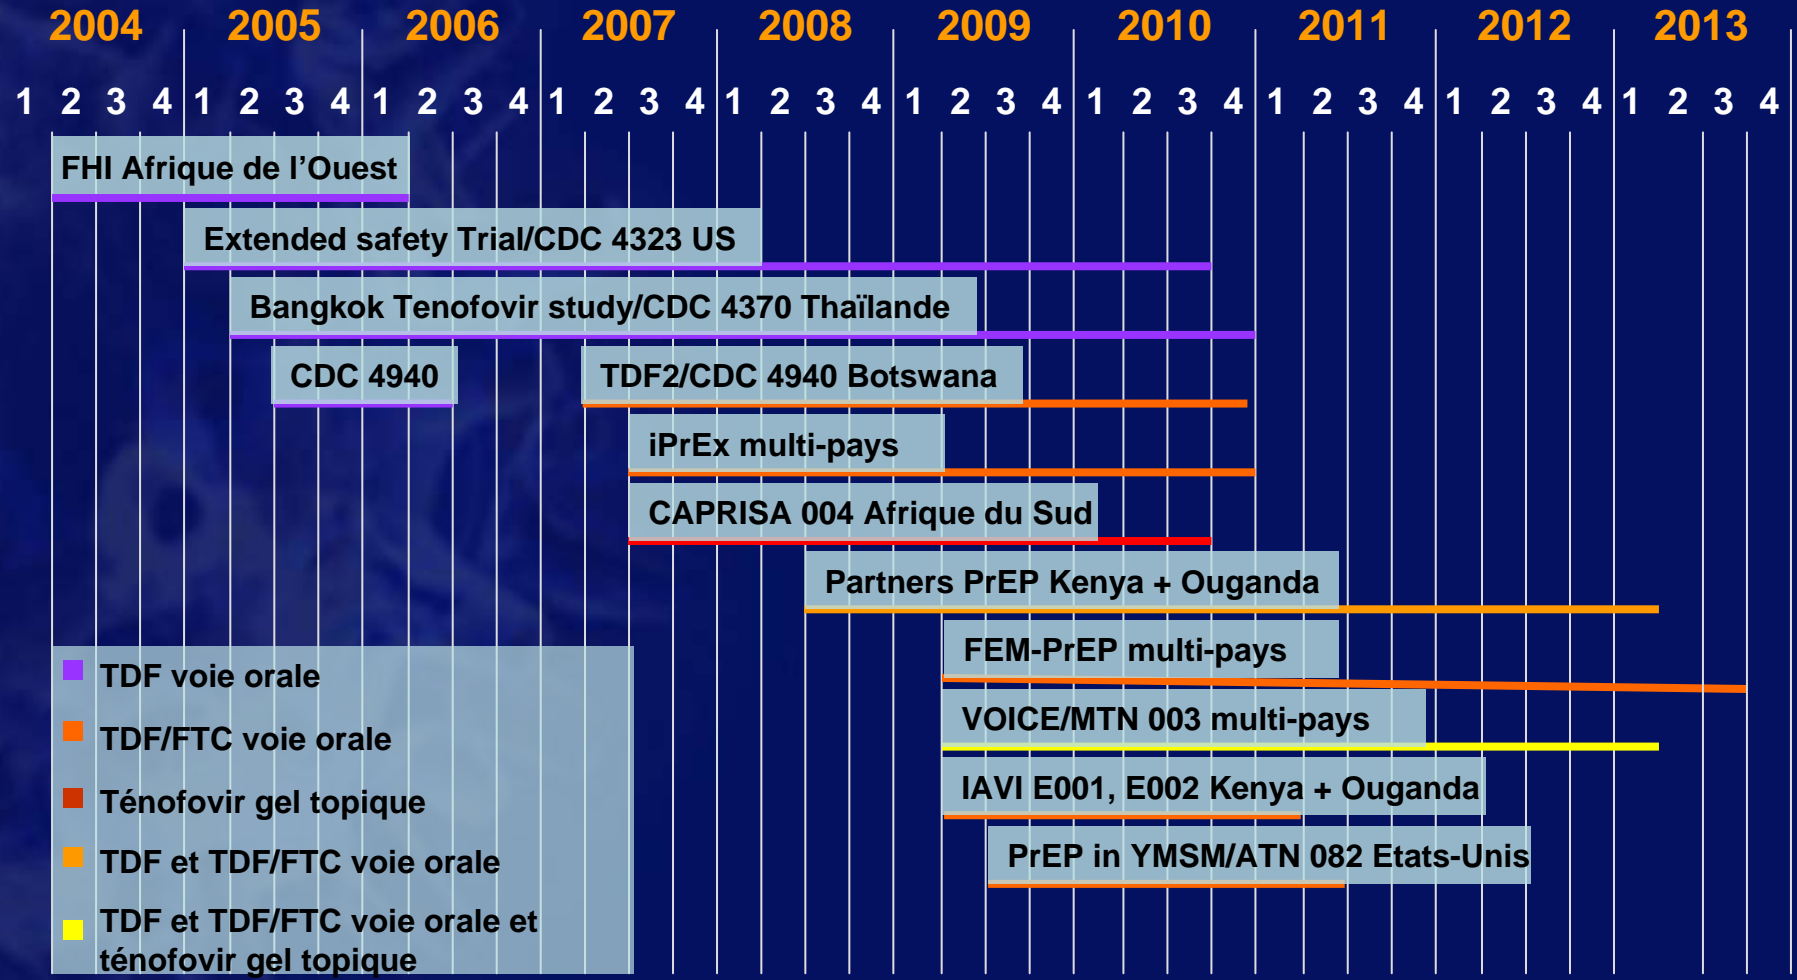 2004 2005 2006 2007 2008 2009 2010 2011 2012 2013
1 2 3 4 1 2 3 4 1 2 3 4 1 2 3 4 1 2 3 4 1 2 3 4 1 2 3 4 1 2 3 4 1 2 3 4 1 2 3 4
FHI Afrique de l’Ouest
Extended safety Trial/CDC 4323 US
Bangkok Tenofovir study/CDC 4370 Thaïlande
CDC 4940 TDF2/CDC 4940 Botswana
iPrEx multi-pays
CAPRISA 004 Afrique du Sud
Partners PrEP Kenya + Ouganda
FEM-PrEP multi-pays
VOICE/MTN 003 multi-pays
IAVI E001, E002 Kenya + Ouganda
PrEP in YMSM/ATN 082 Etats-Unis
TDF voie orale
TDF/FTC voie orale
Ténofovir gel topique
TDF et TDF/FTC voie orale
TDF et TDF/FTC voie orale et
ténofovir gel topique